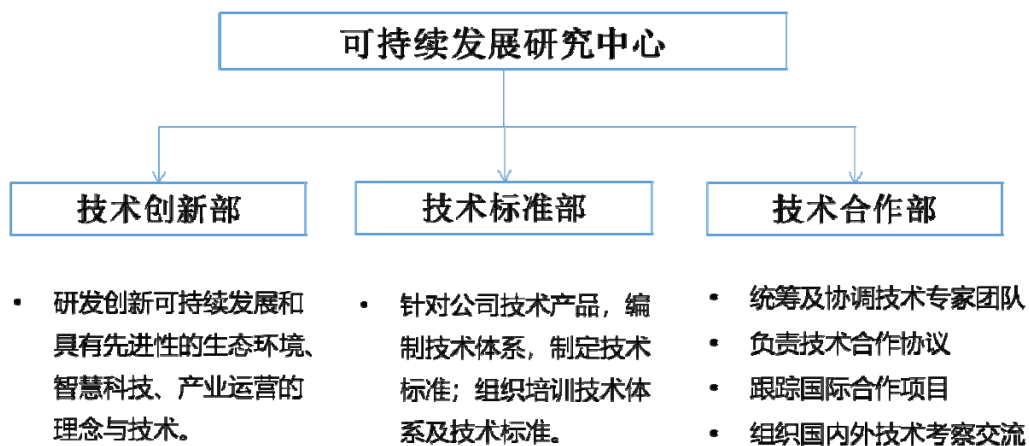 可持续发展研究中心
技术创新部
技术标准部
技术合作部
• 研发创新可持续发展和
具有先进性的生态环境、
智慧科技、产业运营的
理念与技术。
• 针对公司技术产品，编
制技术体系，制定技术
标准；组织培训技术体
系及技术标准。
• 统筹及协调技术专家团队
• 负责技术合作协议
• 跟踪国际合作项目
• 组织国内外技术考察交流